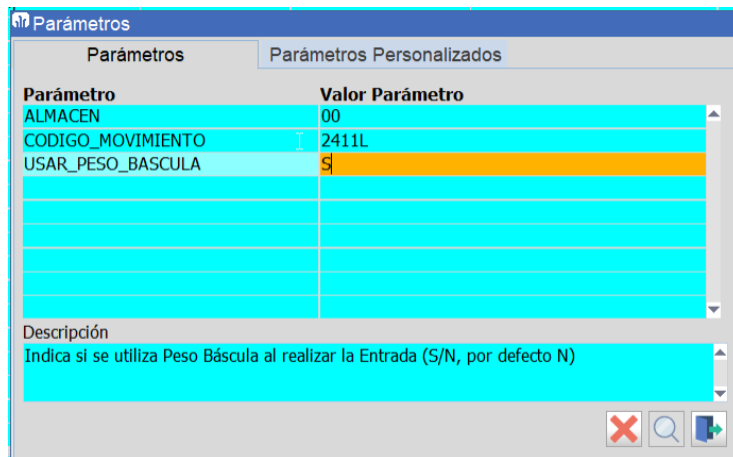 Parámetros
Parámetros Parámetros Personalizados
Parámetro Valor Parámetro
ALMACEN 00
CODIGO_MOVIMIENTO 2411L
USAR_PESO_BASCULA S
Descripción
Indica si se utiliza Peso Báscula al realizar la Entrada (S/N, por defecto N)